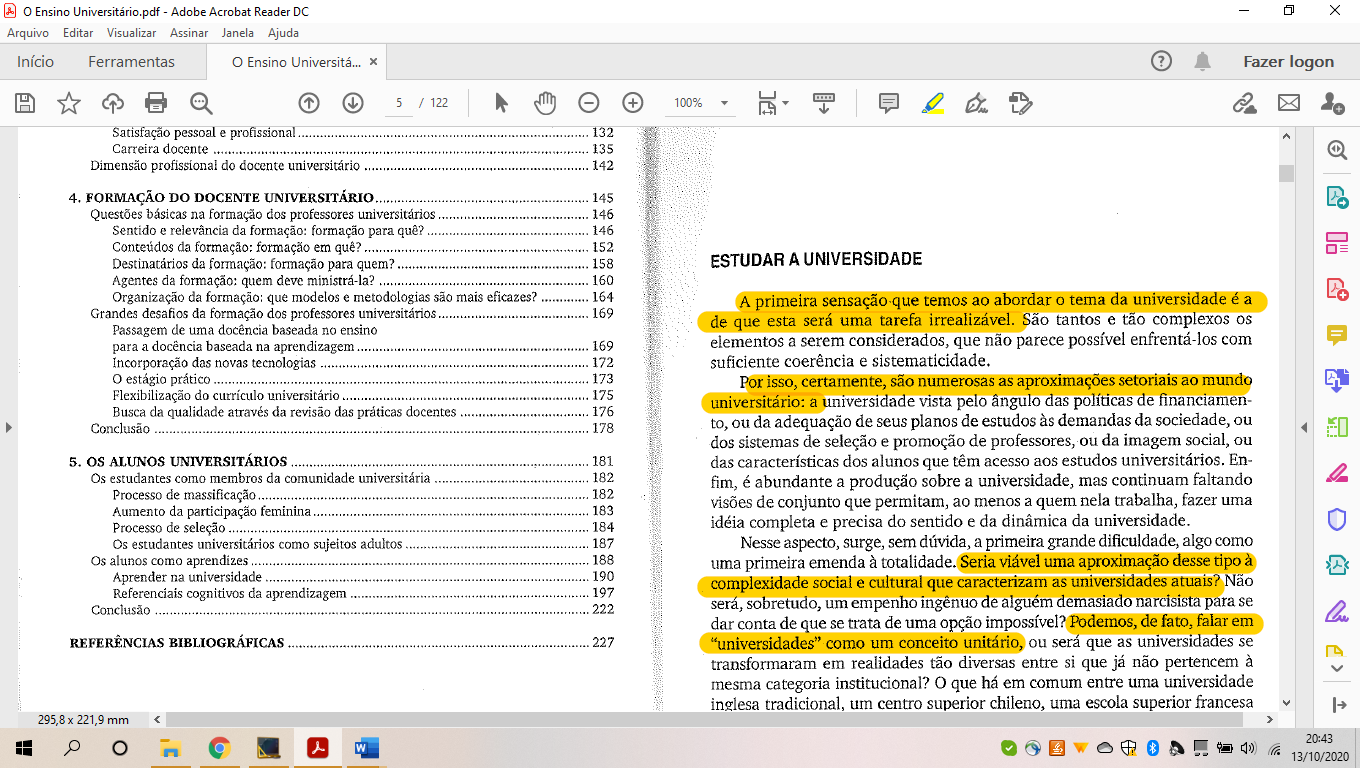 O Ensino Universitário.pdf - Adobe Acrobat Reader DC
Arquivo Editar Visualizar Assinar Janela Ajuda
Início Ferramentas O Ensino Universitá... × Fazer logon
5 / 122 100%
Satisfação pessoal e profissional 132
Carreira docente 135
Dimensão profissional do docente universitário 142
4. FORMAÇÃO DO DOCENTE UNIVERSITÁRIO 145
Questões básicas na formação dos professores universitários 146
Sentido e relevância da formação: formação para quê? 146
Conteúdos da formação: formação em quê? 152
Destinatários da formação: formação para quem? 158
Agentes da formação: quem deve ministrá-la? 160
Organização da formação: que modelos e metodologias são mais eficazes? 164
Grandes desafios da formação dos professores universitários 169
Passagem de uma docência baseada no ensino
para a docência baseada na aprendizagem 169
Incorporação das novas tecnologias 172
O estágio prático 173
Flexibilização do currículo universitário 175
Busca da qualidade através da revisão das práticas docentes 176
Conclusão 178
5. OS ALUNOS UNIVERSITÁRIOS 181
Os estudantes como membros da comunidade universitária 182
Processo de massificação 182
Aumento da participação feminina 183
Processo de seleção 184
Os estudantes universitários como sujeitos adultos 187
Os alunos como aprendizes 188
Aprender na universidade 190
Referenciais cognitivos da aprendizagem 197
Conclusão 222
REFERÊNCIAS BIBLIOGRÁFICAS 227
ESTUDAR A UNIVERSIDADE
A primeira sensação que temos ao abordar o tema da universidade é a
de que esta será uma tarefa irrealizável. São tantos e tão complexos os
elementos a serem considerados, que não parece possível enfrentá-los com
suficiente coerência e sistematicidade.
Por isso, certamente, são numerosas as aproximações setoriais ao mundo
universitário: a universidade vista pelo ângulo das políticas de financiamen-
to, ou da adequação de seus planos de estudos às demandas da sociedade, ou
dos sistemas de seleção e promoção de professores, ou da imagem social, ou
das características dos alunos que têm acesso aos estudos universitários. En-
fim, é abundante a produção sobre a universidade, mas continuam faltando
visões de conjunto que permitam, ao menos a quem nela trabalha, fazer uma
idéia completa e precisa do sentido e da dinâmica da universidade.
Nesse aspecto, surge, sem dúvida, a primeira grande dificuldade, algo como
uma primeira emenda à totalidade. Seria viável uma aproximação desse tipo à
complexidade social e cultural que caracterizam as universidades atuais? Não
será, sobretudo, um empenho ingênuo de alguém demasiado narcisista para se
dar conta de que se trata de uma opção impossível? Podemos, de fato, falar em
"universidades" como um conceito unitário, ou será que as universidades se
transformaram em realidades tão diversas entre si que já não pertencem à
mesma categoria institucional? O que há em comum entre uma universidade
inglesa tradicional, um centro superior chileno, uma escola superior francesa
295,8 x 221,9 mm
20:43
13/10/2020